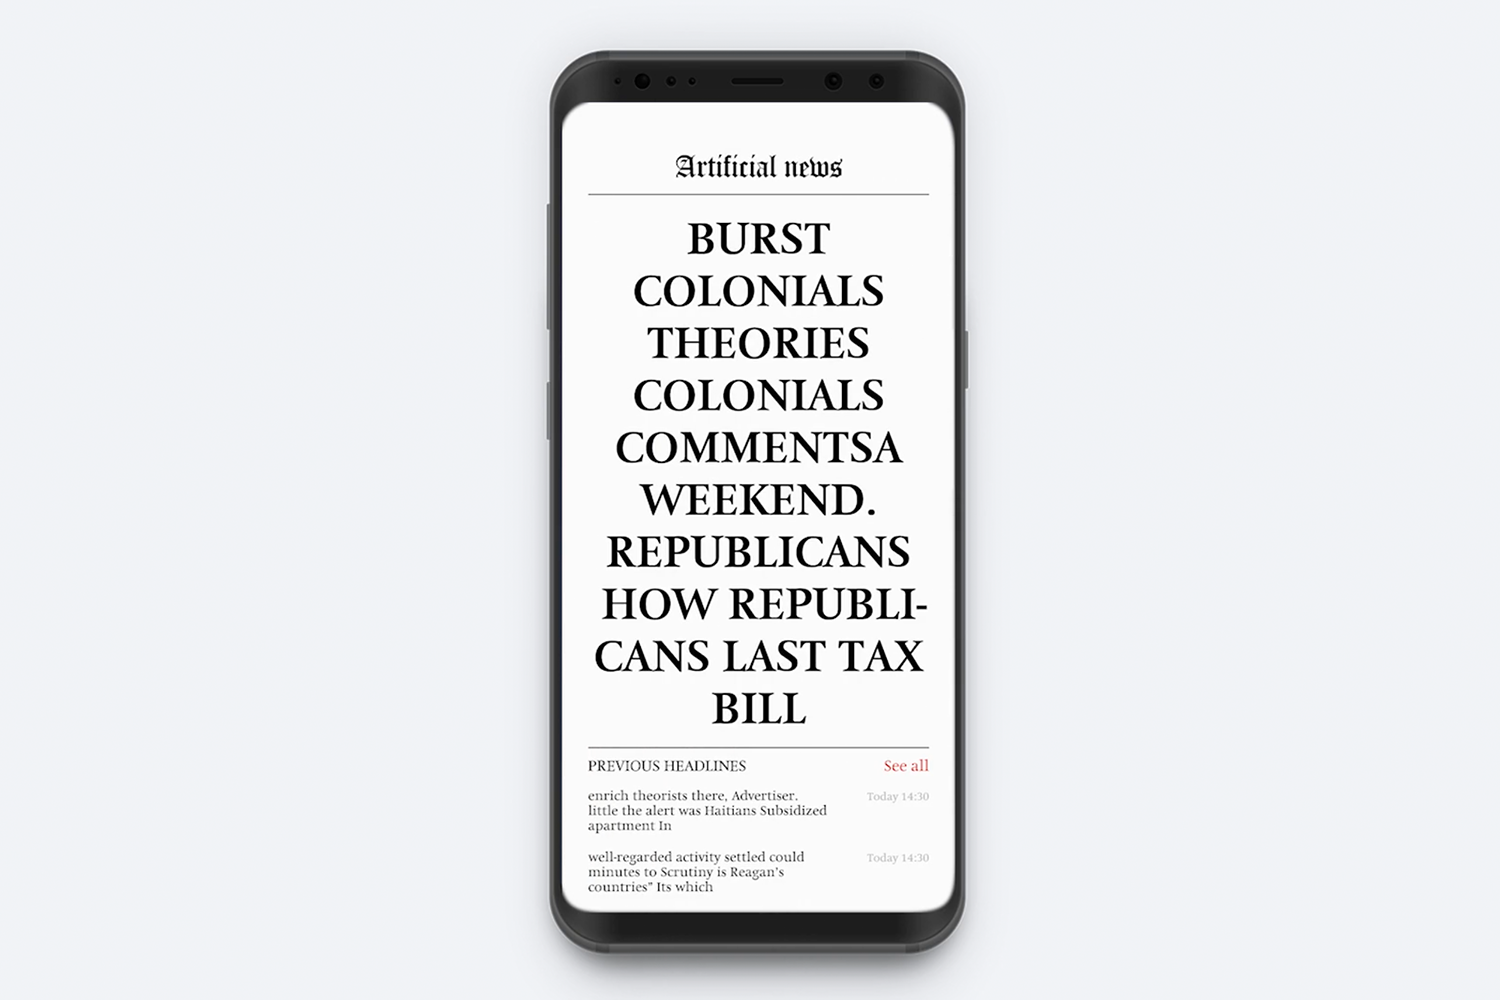 Artificial news
BURST
COLONIALS
THEORIES
COLONIALS
COMMENTSA
WEEKEND.
REPUBLICANS
HOW REPUBLI-
CANS LAST TAX
BILL
PREVIOUS HEADLINES See all
enrich theorists there, Advertiser. Today 14:30
little the alert was Haitians Subsidized
apartment In
well-regarded activity settled could Today 14:30
minutes to Scrutiny is Reagan's
countries" Its which